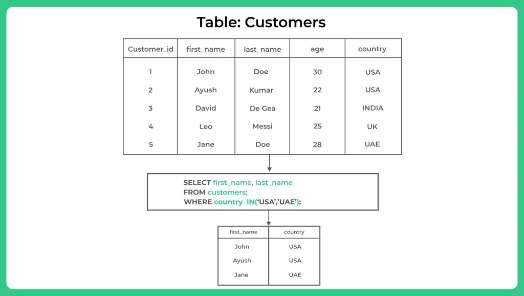 Table: Customers
Customer_id first_name last_name age country
1 John Doe 30 USA
2 Ayush Kumar 22 USA
3 David De Gea 21 INDIA
4 Leo Messi 25 UK
5 Jane Doe 28 UAE
SELECT first_name, last_name
FROM customers;
WHERE country IN('USA','UAE');
first_name country
John USA
Ayush USA
Jane UAE